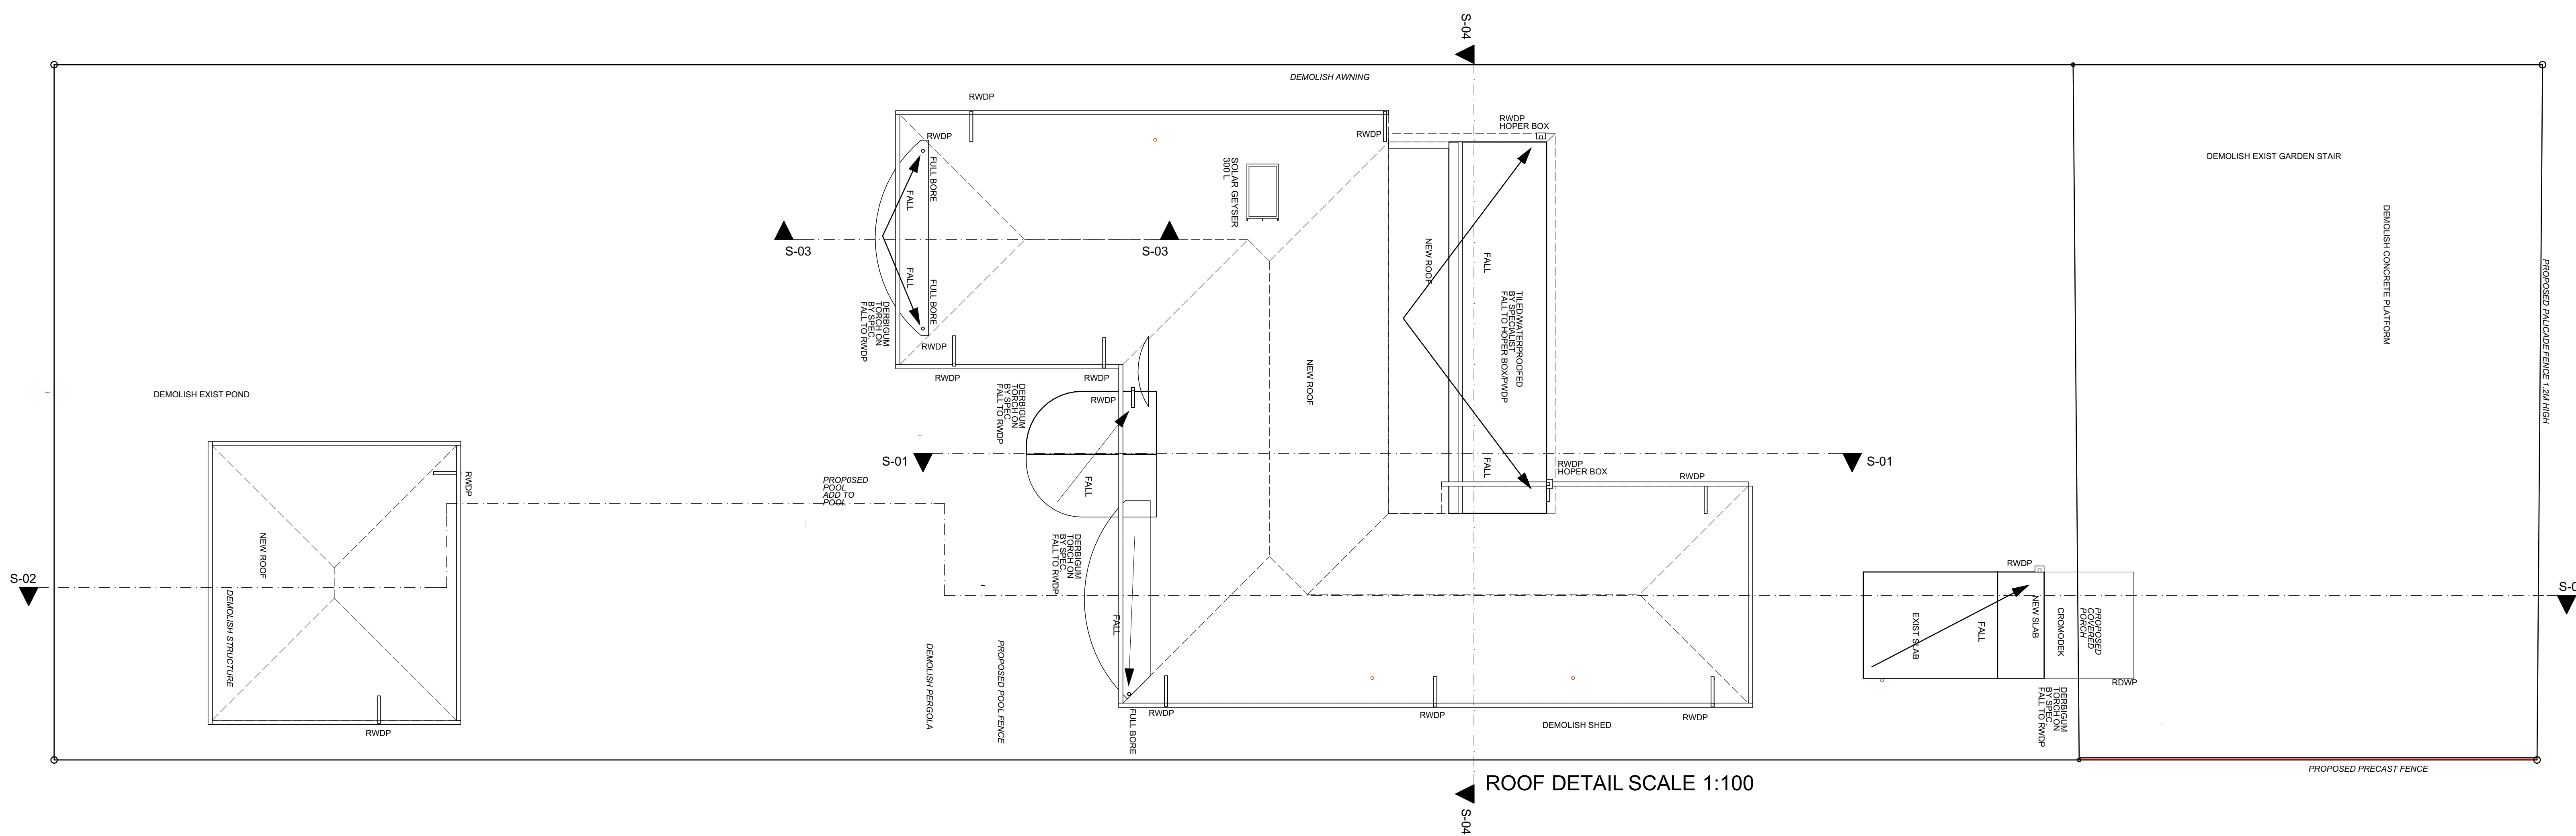 S-04
DEMOLISH AWNING
RWDP
RWDP
RWDP
RWDP
HOPER BOX
DEMOLISH EXIST GARDEN STAIR
SOLAR GEYSER
300 L
FULL BORE
FALL
S-03
S-03
NEW ROOF
FALL
DEMOLISH CONCRETE PLATFORM
PROPOSED PALICADE FENCE 1.2M HIGH
FALL
FULL BORE
DERBIGUM
TORCH ON
BY SPEC.
FALL TO RWDP
TILED/WATERPROOFED
BY SPECIALIST
FALL TO HOPER BOX/PWDP
RWDP
RWDP
RWDP
NEW ROOF
DEMOLISH EXIST POND
DERBIGUM
TORCH ON
BY SPEC.
FALL TO RWDP
RWDP
S-01
S-01
FALL
RWDP
HOPER BOX
RWDP
RWDP
PROP0SED
POOL
ADD TO
POOL
FALL
NEW ROOF
DERBIGUM
TORCH ON
BY SPEC.
FALL TO RWDP
RWDP
S-02
S-0
DEMOLISH STRUCTURE
FALL
EXIST SLAB
FALL
NEW SLAB
CROMODEK
PROPOSED
COVERED
PORCH
DEMOLISH PERGOLA
PROPOSED POOL FENCE
RDWP
DERBIGUM
TORCH ON
BY SPEC.
FALL TO RWDP
RWDP
FULL BORE
RWDP
RWDP
RWDP
DEMOLISH SHED
ROOF DETAIL SCALE 1:100
PROPOSED PRECAST FENCE
S-04